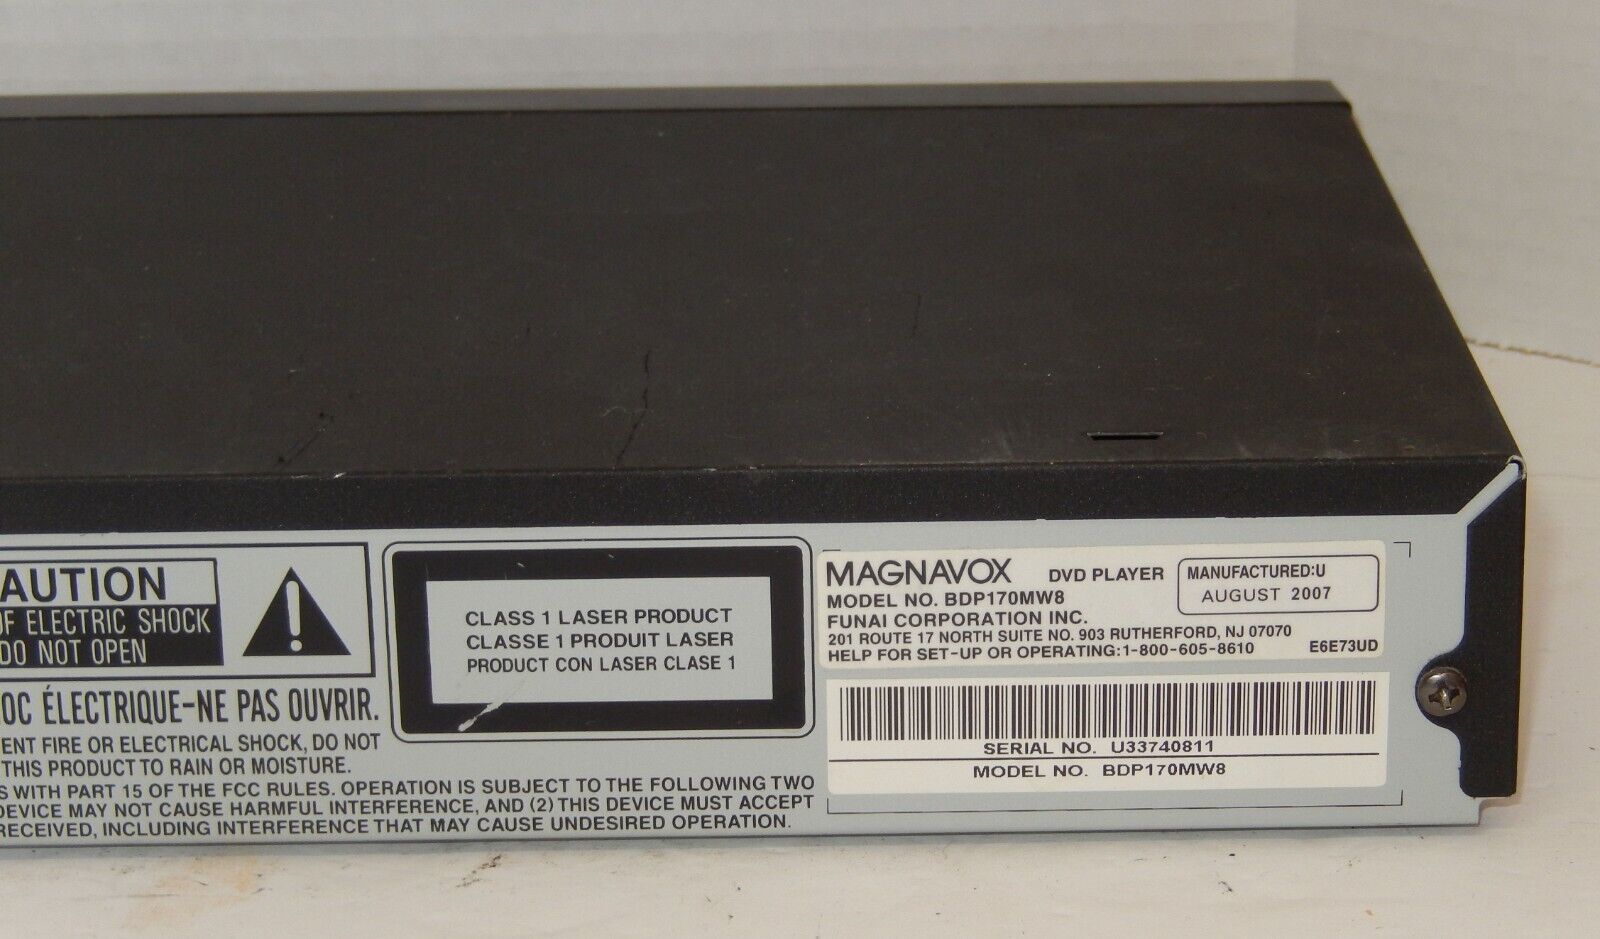 AUTION
OF ELECTRIC SHOCK
DO NOT OPEN
OC ÉLECTRIQUE-NE PAS OUVRIR.
ENT FIRE OR ELECTRICAL SHOCK, DO NOT
THIS PRODUCT TO RAIN OR MOISTURE.
S WITH PART 15 OF THE FCC RULES. OPERATION IS SUBJECT TO THE FOLLOWING TWO
DEVICE MAY NOT CAUSE HARMFUL INTERFERENCE, AND (2) THIS DEVICE MUST ACCEPT
RECEIVED, INCLUDING INTERFERENCE THAT MAY CAUSE UNDESIRED OPERATION.
CLASS 1 LASER PRODUCT
CLASSE 1 PRODUIT LASER
PRODUCT CON LASER CLASE 1
MAGNAVOX DVD PLAYER
MANUFACTURED:U
AUGUST 2007
MODEL NO. BDP170MW8
FUNAI CORPORATION INC.
201 ROUTE 17 NORTH SUITE NO. 903 RUTHERFORD, NJ 07070
HELP FOR SET-UP OR OPERATING:1-800-605-8610 E6E73UD
SERIAL NO. U33740811
MODEL NO. BDP170MW8